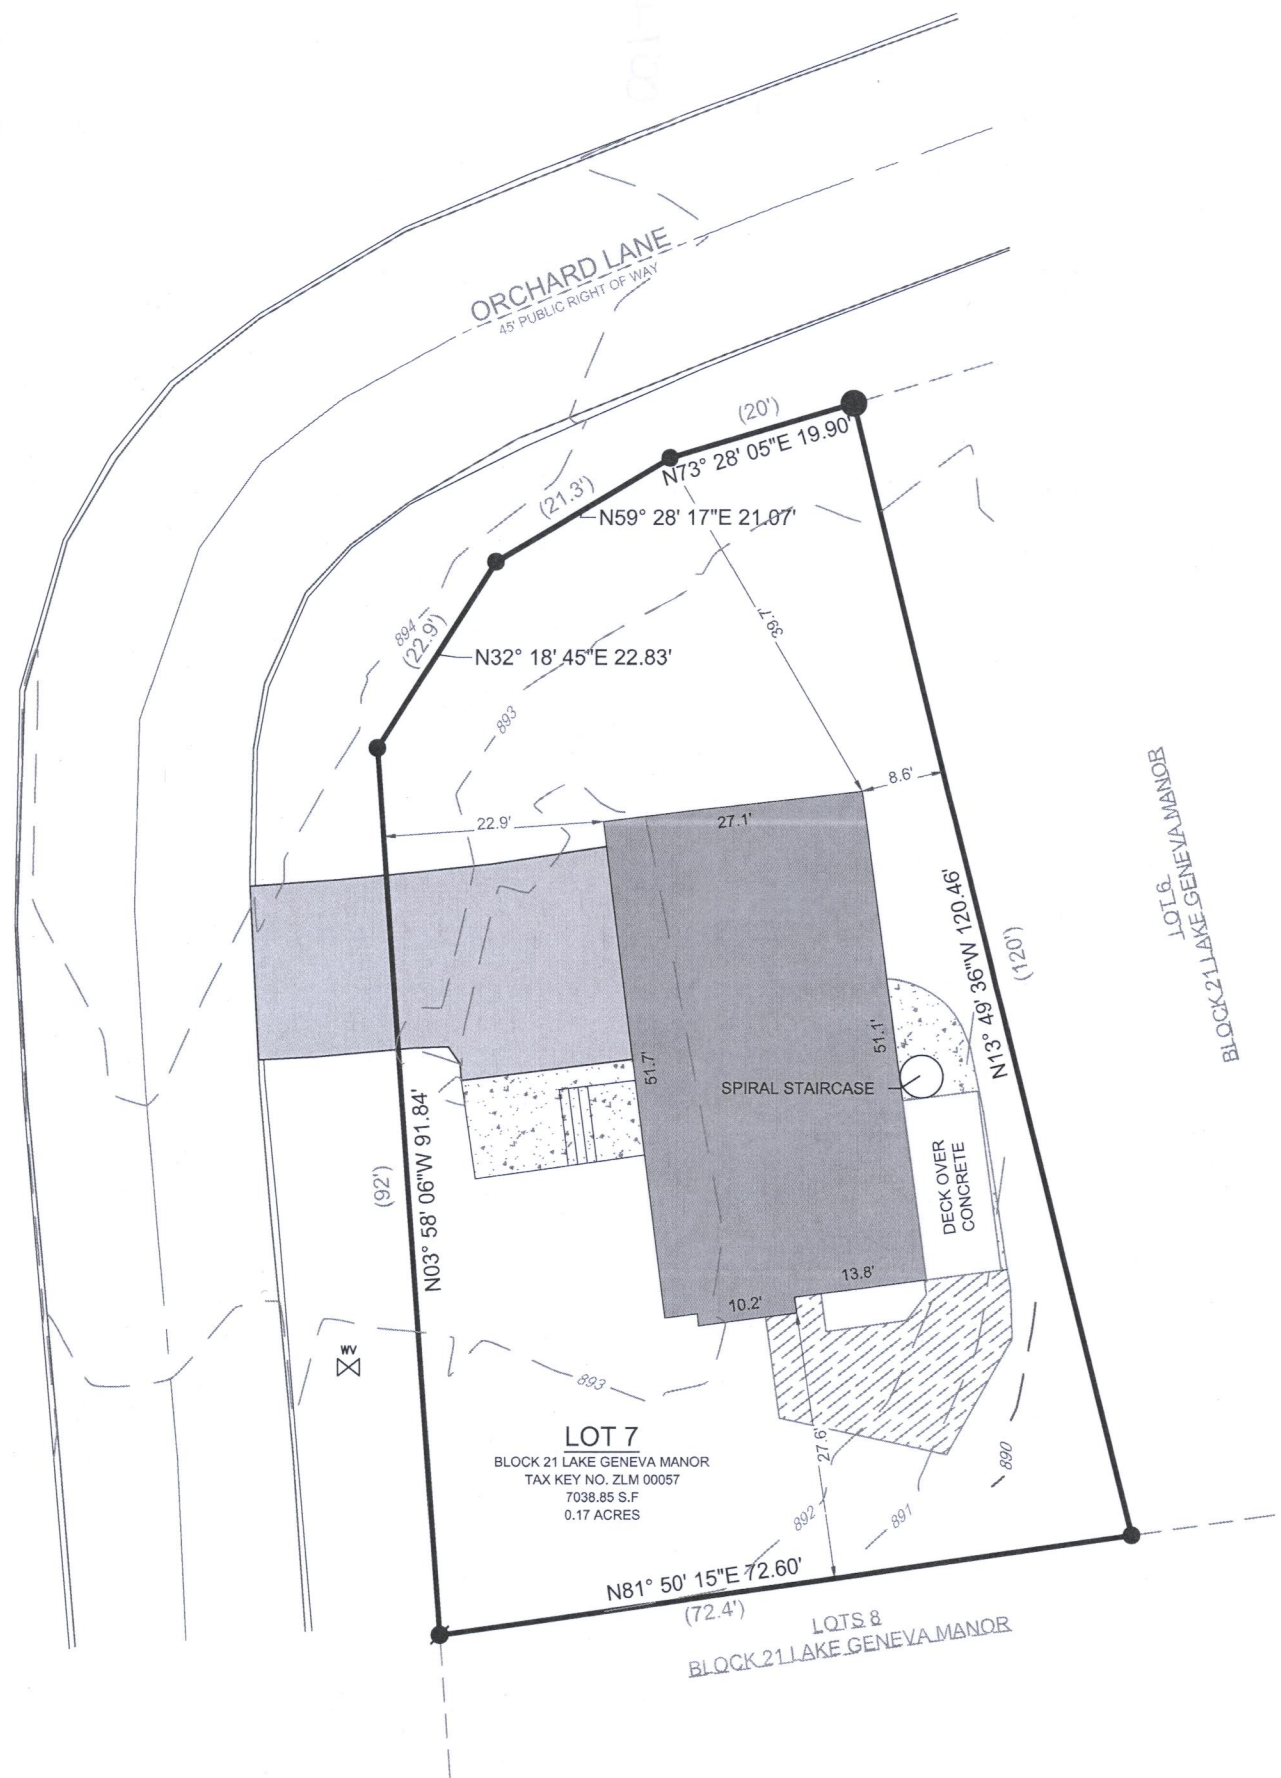 ORCHARD LANE
45' PUBLIC RIGHT OF WAY
(20')
N73° 28' 05"E 19.90'
(21.3')
N59° 28' 17"E 21.07'
894
(22.9')
N32° 18' 45"E 22.83'
39.7'
893
8.6'
22.9'
27.1'
LOT 6
BLOCK 21 LAKE GENEVA MANOR
N13° 49' 36"W 120.46'
(120')
51.1'
51.7'
SPIRAL STAIRCASE
N03° 58' 06"W 91.84'
(92')
DECK OVER
CONCRETE
13.8'
10.2'
WV
893
27.6'
LOT 7
BLOCK 21 LAKE GENEVA MANOR
TAX KEY NO. ZLM 00057
7038.85 S.F
0.17 ACRES
890
892
891
N81° 50' 15"E 72.60'
(72.4')
LOTS 8
BLOCK 21 LAKE GENEVA MANOR